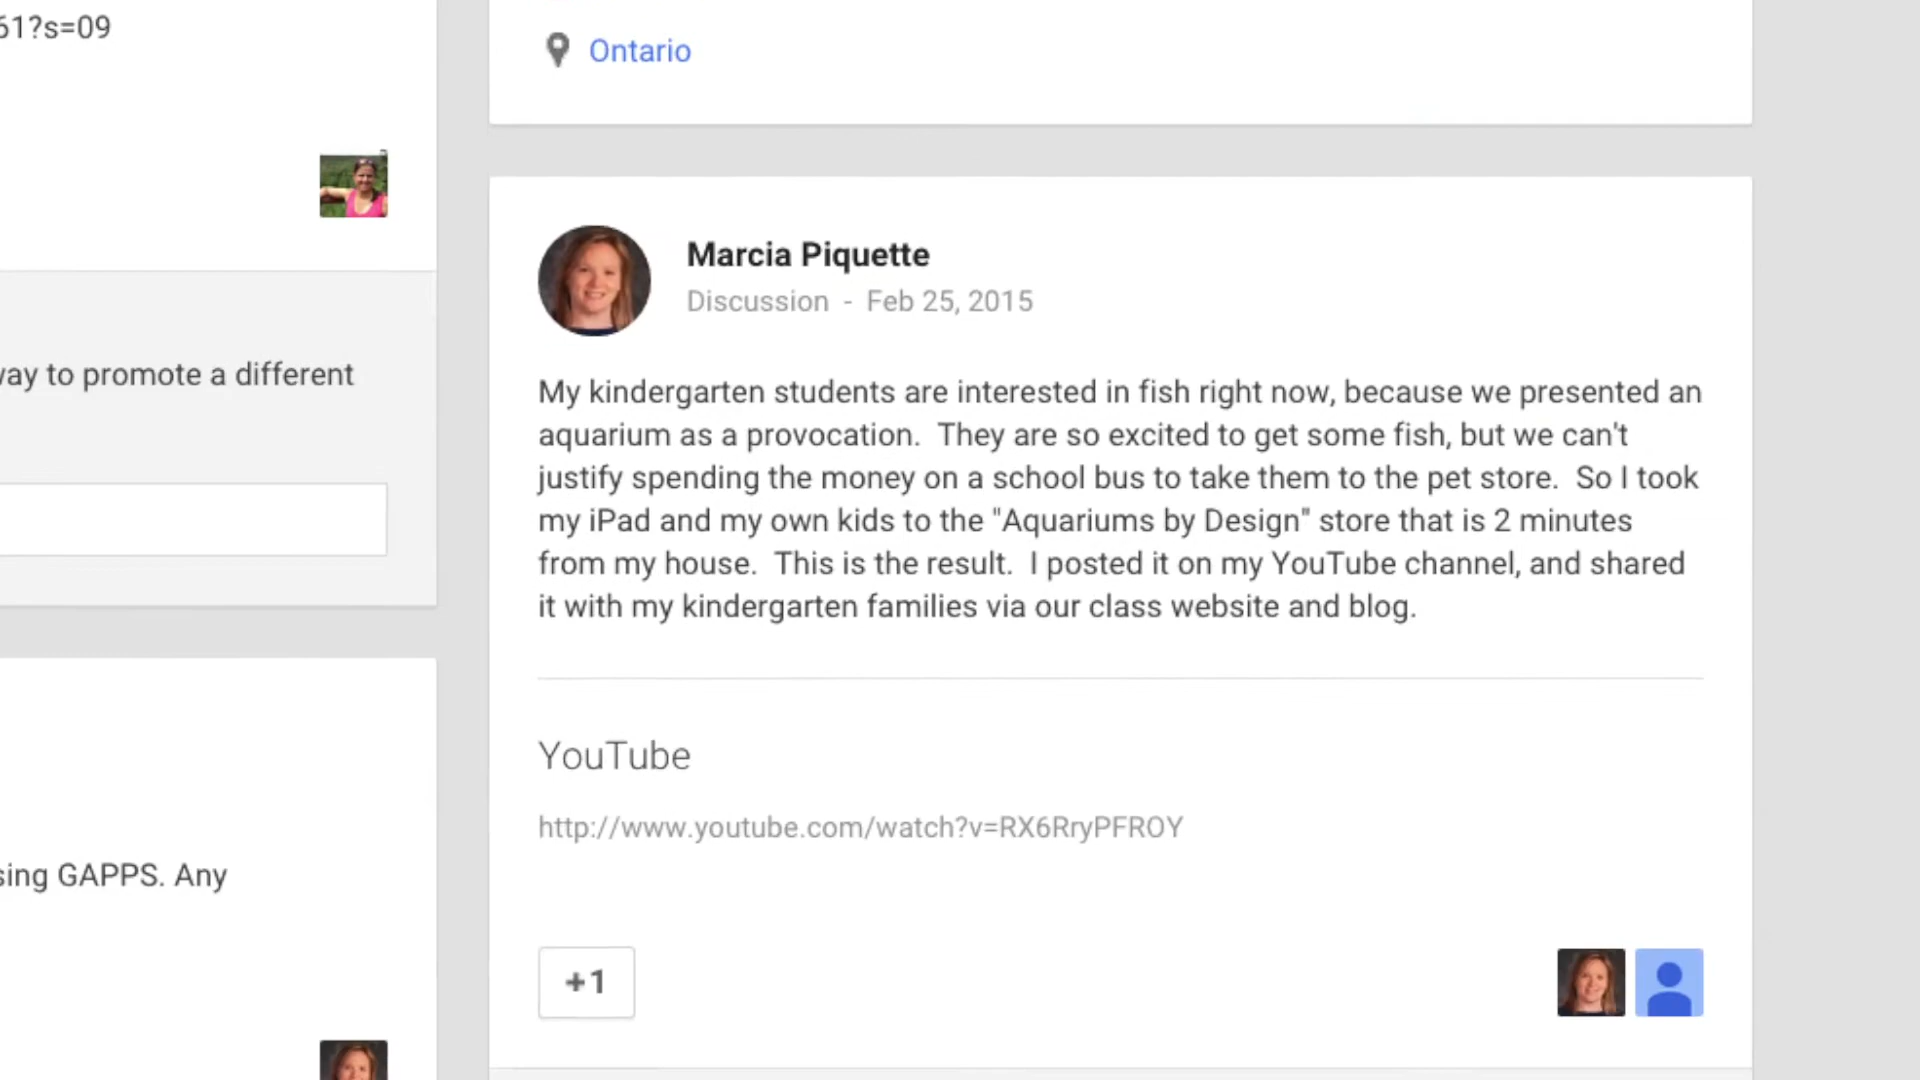 61?s=09
way to promote a different
sing GAPPS. Any
Ontario
Marcia Piquette
Discussion - Feb 25, 2015
My kindergarten students are interested in fish right now, because we presented an
aquarium as a provocation. They are so excited to get some fish, but we can't
justify spending the money on a school bus to take them to the pet store. So I took
my iPad and my own kids to the "Aquariums by Design" store that is 2 minutes
from my house. This is the result. I posted it on my YouTube channel, and shared
it with my kindergarten families via our class website and blog.
YouTube
http://www.youtube.com/watch?v=RX6RryPFROY
+1